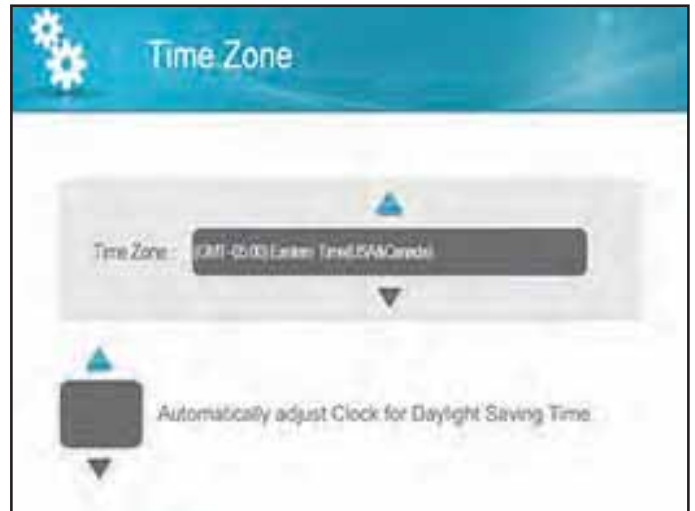 Time Zone
Time Zone :
(GMT-05:00) Eastern Time(USA&Canada)
Automatically adjust Clock for Daylight Saving Time.